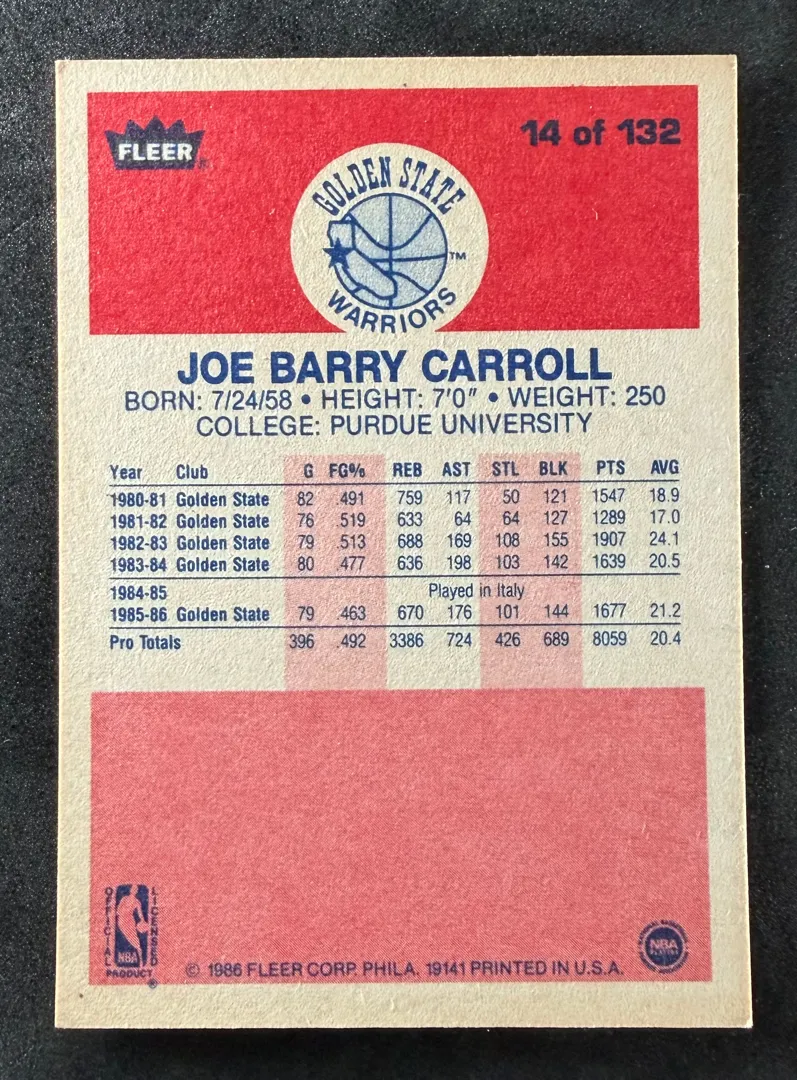 FLEER®
14 of 132
GOLDEN STATE
WARRIORS
™
JOE BARRY CARROLL
BORN: 7/24/58 • HEIGHT: 7'0" • WEIGHT: 250
COLLEGE: PURDUE UNIVERSITY
Year Club G FG% REB AST STL BLK PTS AVG
1980-81 Golden State 82 .491 759 117 50 121 1547 18.9
1981-82 Golden State 76 .519 633 64 64 127 1289 17.0
1982-83 Golden State 79 .513 688 169 108 155 1907 24.1
1983-84 Golden State 80 .477 636 198 103 142 1639 20.5
1984-85 Played in Italy
1985-86 Golden State 79 .463 670 176 101 144 1677 21.2
Pro Totals 396 .492 3386 724 426 689 8059 20.4
OFFICIAL LICENSED
NBA
PRODUCT®
© 1986 FLEER CORP. PHILA. 19141 PRINTED IN U.S.A.
NATIONAL BASKETBALL
NBA
PLAYERS